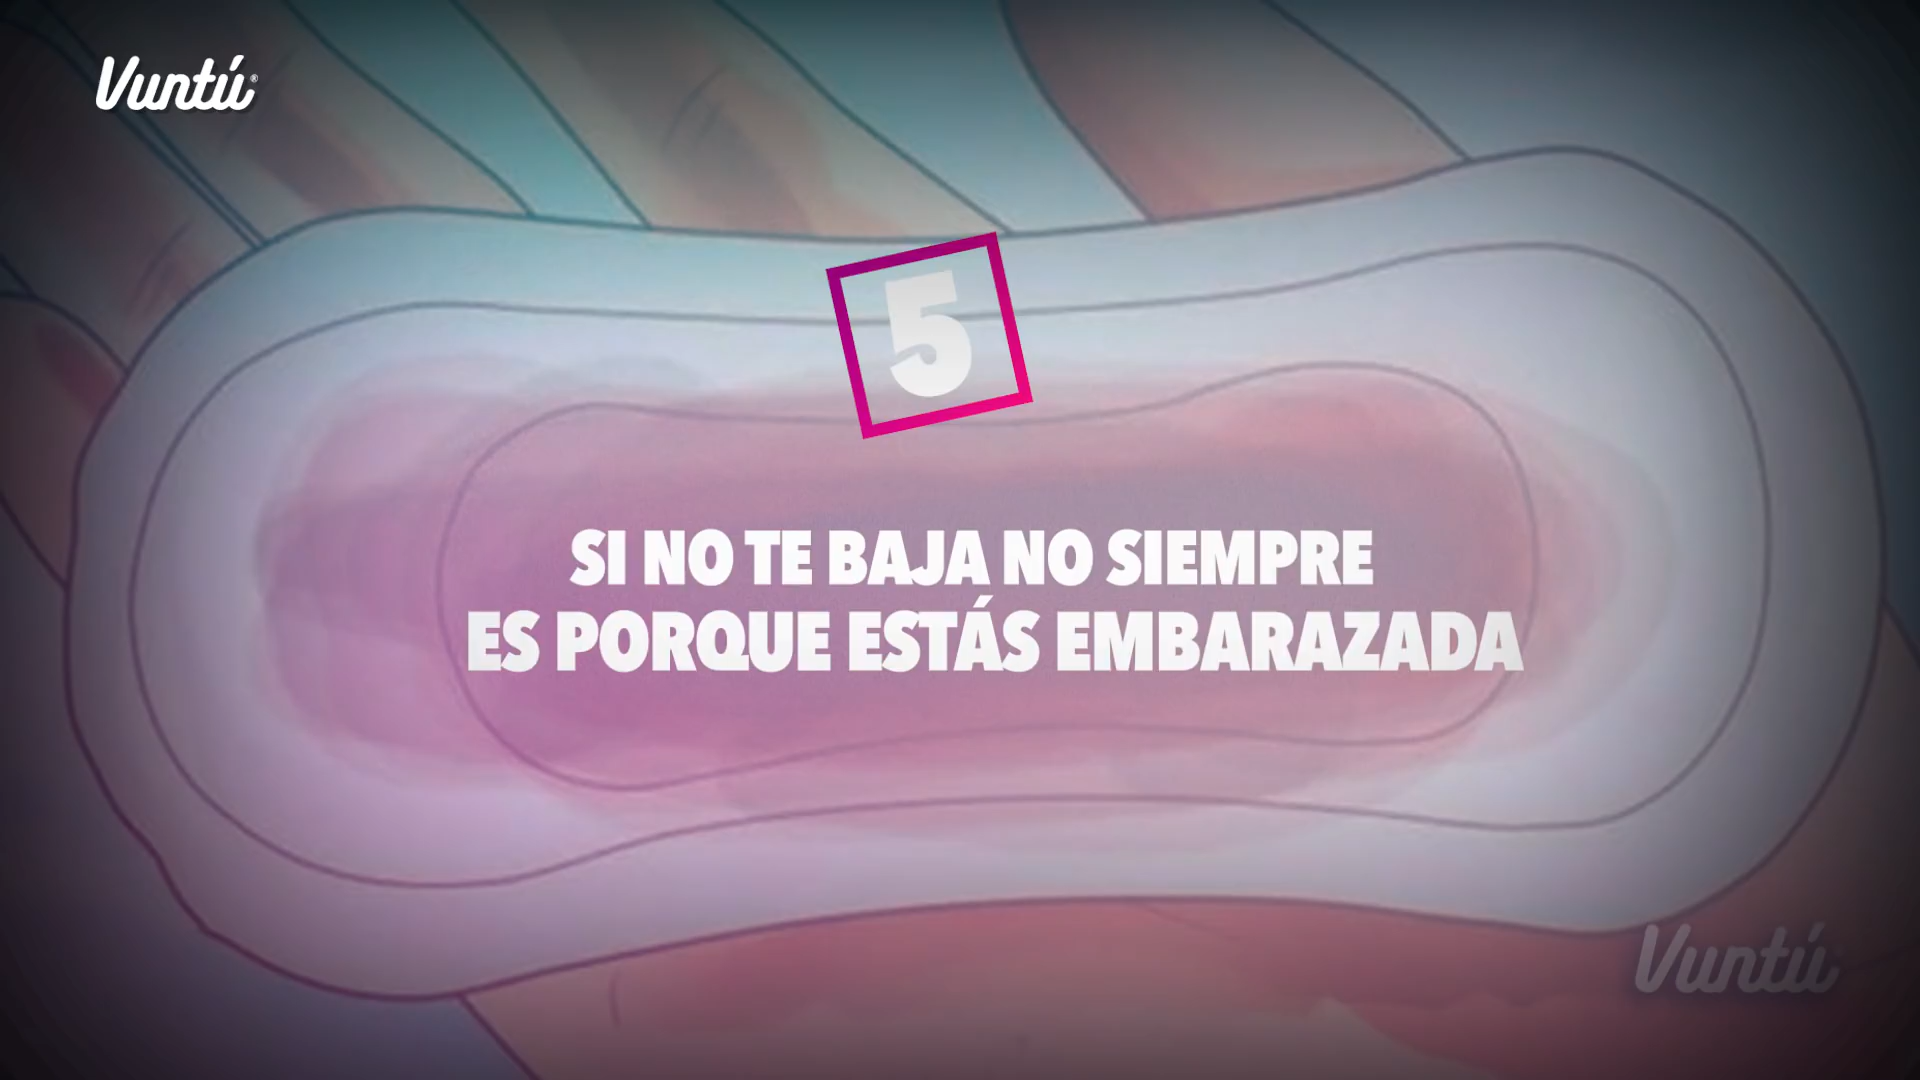 Vuntú®
5
SI NO TE BAJA NO SIEMPRE
ES PORQUE ESTÁS EMBARAZADA
Vuntú